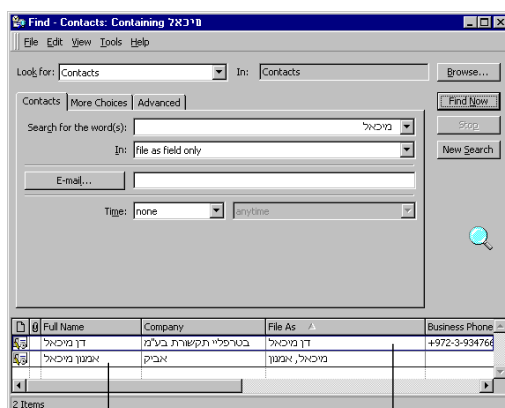 Find - Contacts: Containing מיכאל
File Edit View Tools Help
Look for: Contacts In: Contacts Browse...
Contacts More Choices Advanced Find Now
Search for the word(s): מיכאל Stop
In: file as field only New Search
E-mail...
Time: none anytime
Full Name Company File As Business Phone
דן מיכאל בטרפליי תקשורת בע"מ דן מיכאל +972-3-934766
אמנון מיכאל אביק מיכאל, אמנון
2 Items